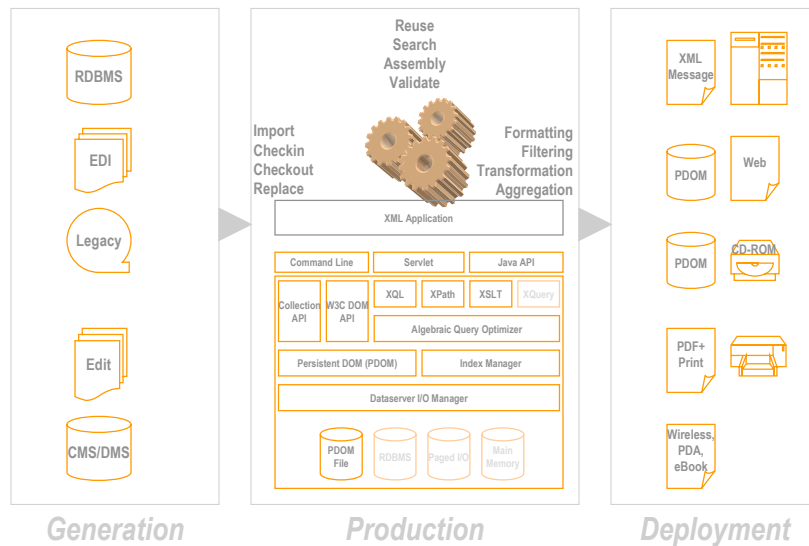 RDBMS
EDI
Legacy
Edit
CMS/DMS
Generation
Reuse
Search
Assembly
Validate
Import
Checkin
Checkout
Replace
Formatting
Filtering
Transformation
Aggregation
XML Application
Command Line
Servlet
Java API
Collection
API
W3C DOM
API
XQL
XPath
XSLT
XQuery
Algebraic Query Optimizer
Persistent DOM (PDOM)
Index Manager
Dataserver I/O Manager
PDOM
File
RDBMS
Paged I/O
Main
Memory
Production
XML
Message
PDOM
Web
PDOM
CD-ROM
PDF+
Print
Wireless,
PDA,
eBook
Deployment